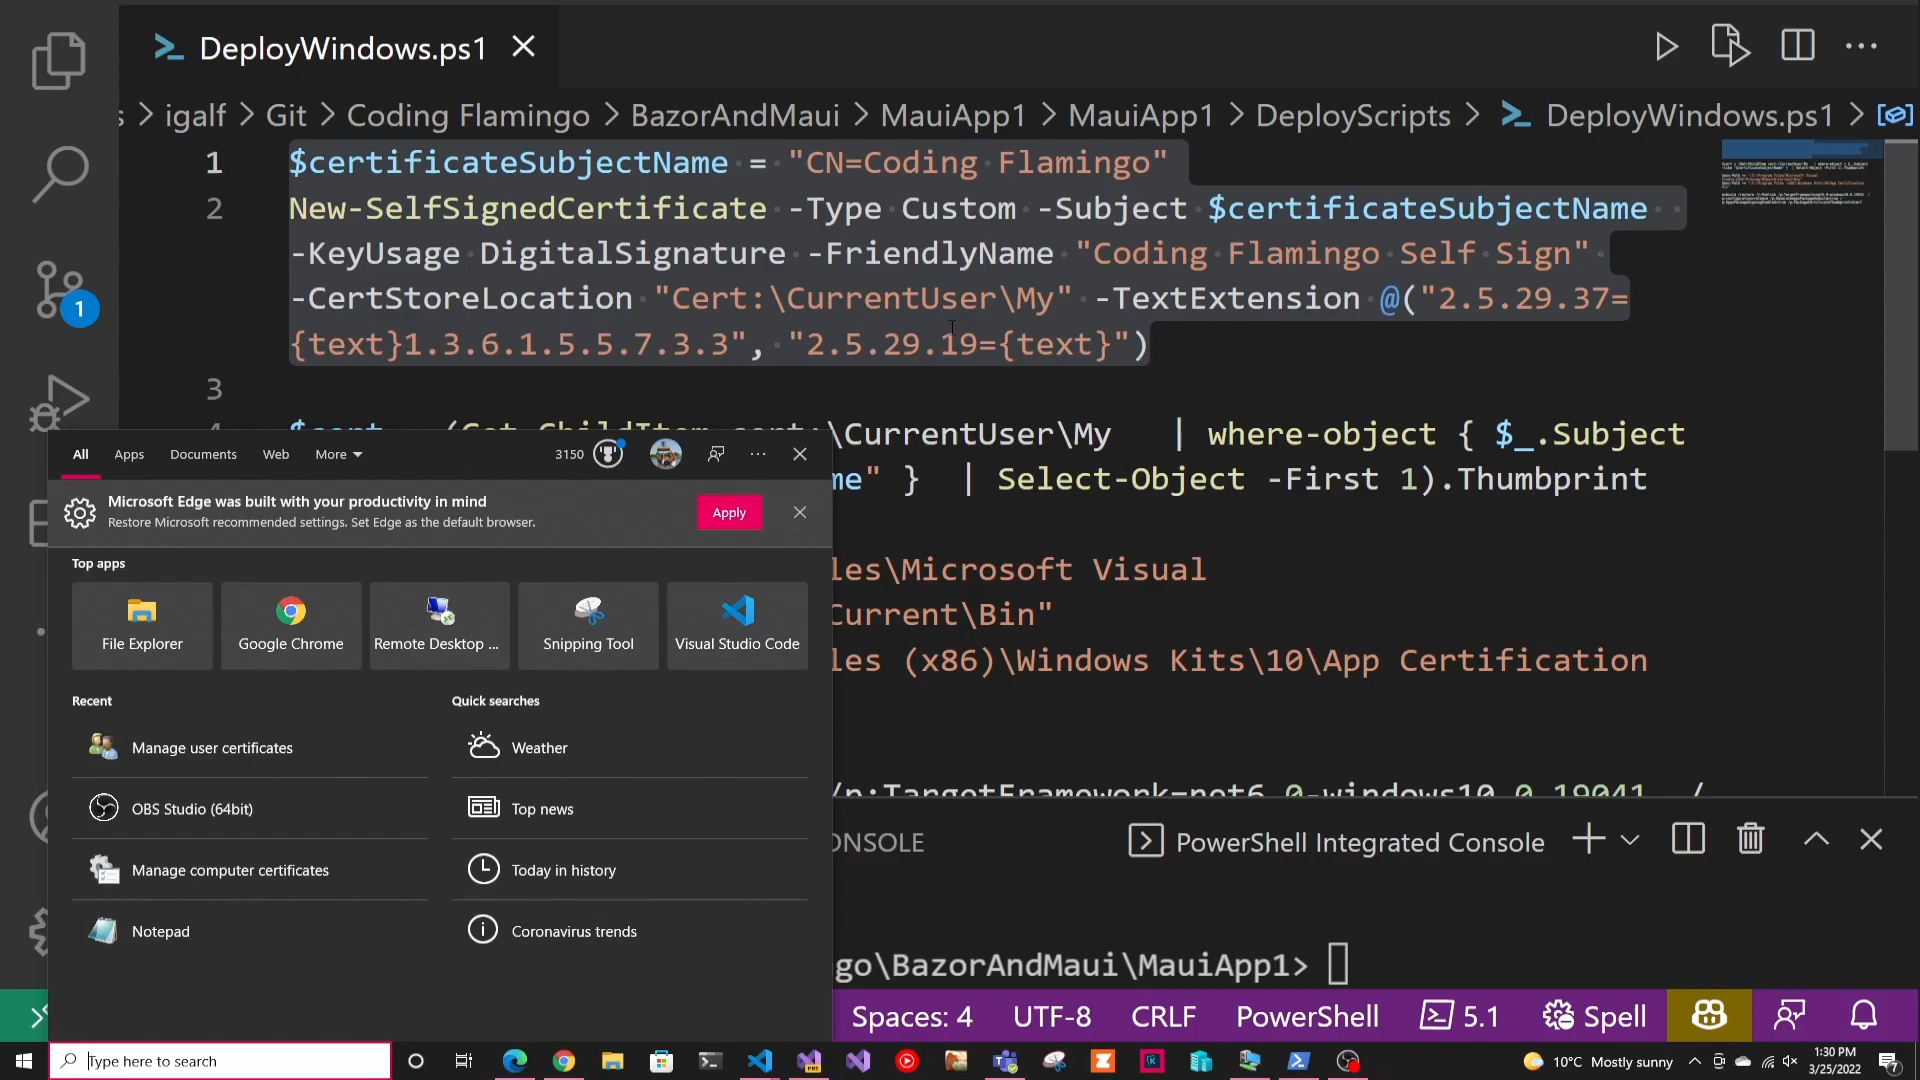 DeployWindows.ps1
s > igalf > Git > Coding Flamingo > BazorAndMaui > MauiApp1 > MauiApp1 > DeployScripts > DeployWindows.ps1 >
1 $certificateSubjectName = "CN=Coding Flamingo"
2 New-SelfSignedCertificate -Type Custom -Subject $certificateSubjectName
-KeyUsage DigitalSignature -FriendlyName "Coding Flamingo Self Sign"
-CertStoreLocation "Cert:\CurrentUser\My" -TextExtension @("2.5.29.37=
{text}1.3.6.1.5.5.7.3.3", "2.5.29.19={text}")
3
\CurrentUser\My | where-object { $_.Subject
me" } | Select-Object -First 1).Thumbprint
les\Microsoft Visual
Current\Bin"
les (x86)\Windows Kits\10\App Certification
/p:TargetFramework=net6.0-windows10.0.19041 /
1
All Apps Documents Web More 3150
Microsoft Edge was built with your productivity in mind
Restore Microsoft recommended settings. Set Edge as the default browser.
Apply
Top apps
File Explorer Google Chrome Remote Desktop ... Snipping Tool Visual Studio Code
Recent Quick searches
Manage user certificates Weather
OBS Studio (64bit) Top news
Manage computer certificates Today in history
Notepad Coronavirus trends
ONSOLE PowerShell Integrated Console
go\BazorAndMaui\MauiApp1>
Spaces: 4 UTF-8 CRLF PowerShell 5.1 Spell
Type here to search
10°C Mostly sunny
1:30 PM
3/25/2022
7